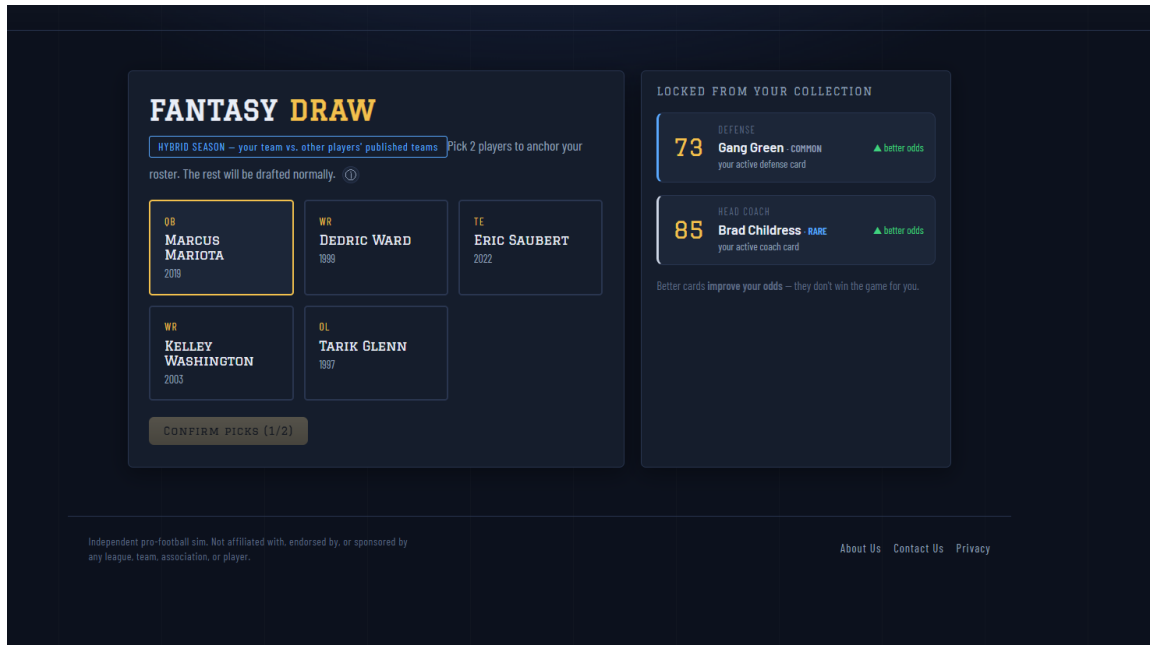 FANTASY DRAW
HYBRID SEASON — your team vs. other players' published teams Pick 2 players to anchor your
roster. The rest will be drafted normally. ⓘ
QB
MARCUS
MARIOTA
2019
WR
DEDRIC WARD
1999
TE
ERIC SAUBERT
2022
WR
KELLEY
WASHINGTON
2003
OL
TARIK GLENN
1997
CONFIRM PICKS (1/2)
LOCKED FROM YOUR COLLECTION
73
DEFENSE
Gang Green · COMMON
your active defense card
▲ better odds
85
HEAD COACH
Brad Childress · RARE
your active coach card
▲ better odds
Better cards improve your odds — they don't win the game for you.
Independent pro-football sim. Not affiliated with, endorsed by, or sponsored by
any league, team, association, or player.
About Us Contact Us Privacy